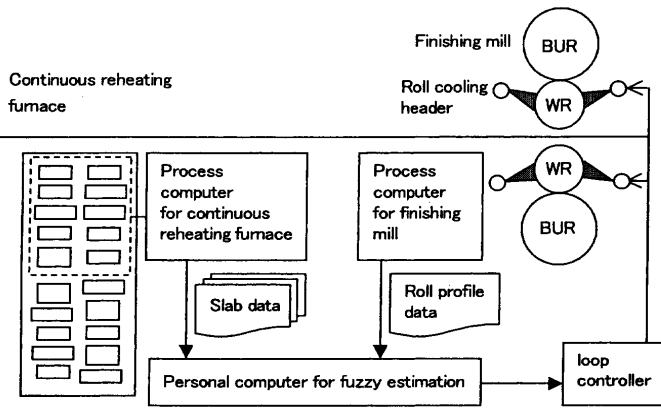 Finishing mill
BUR
Continuous reheating
furnace
Roll cooling
header
WR
Process
computer
for continuous
reheating furnace
Process
computer
for finishing
mill
WR
BUR
Slab data
Roll profile
data
Personal computer for fuzzy estimation
loop
controller